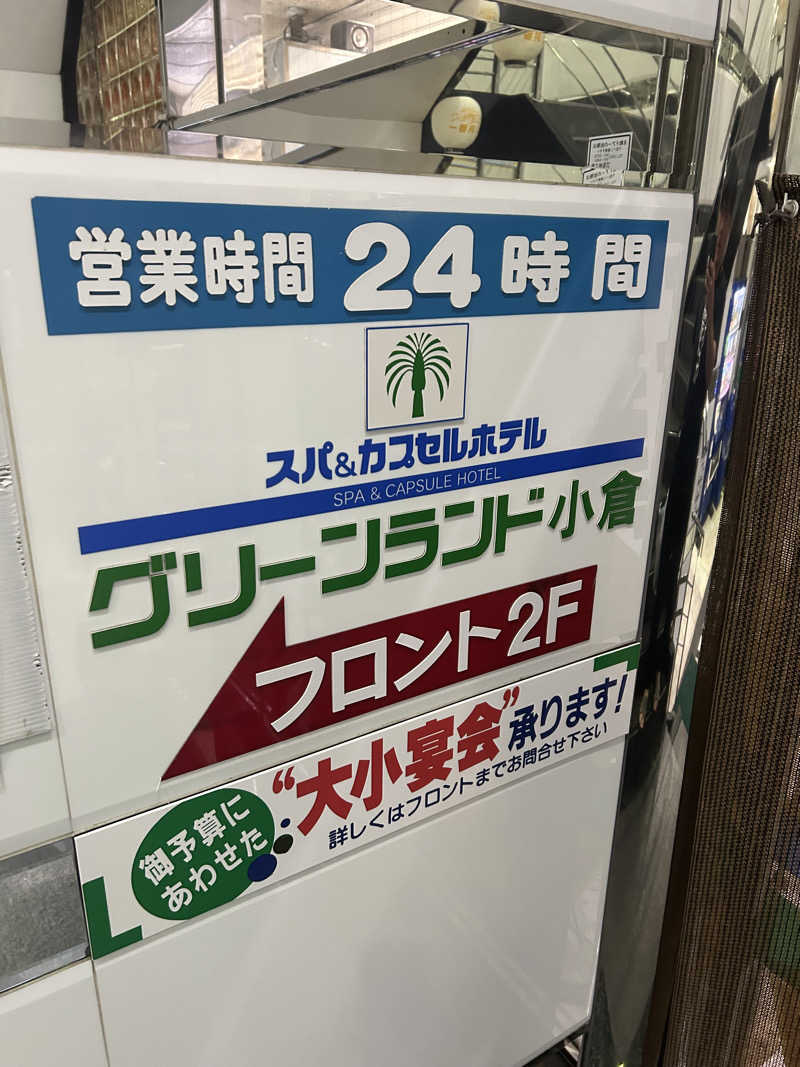 営業時間 24時間
スパ&カプセルホテル
SPA & CAPSULE HOTEL
グリーンランド小倉
フロント2F
御予算に
あわせた
“大小宴会”承ります!
詳しくはフロントまでお問合せ下さい